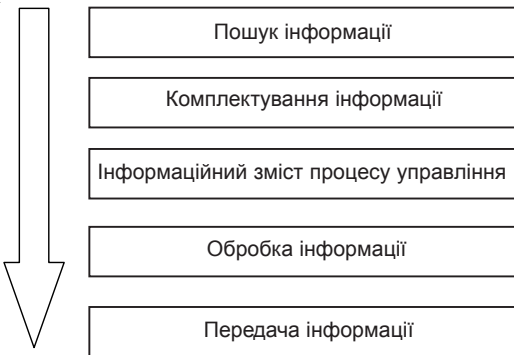 Пошук інформації
Комплектування інформації
Інформаційний зміст процесу управління
Обробка інформації
Передача інформації